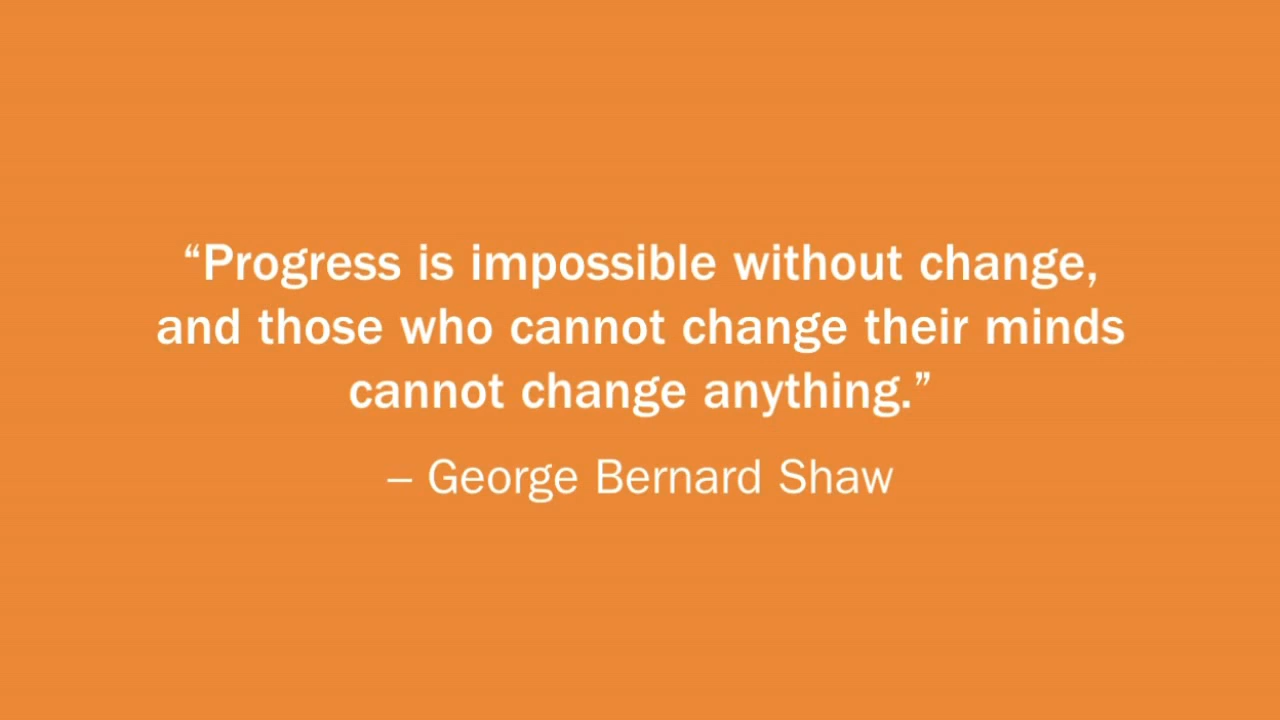 “Progress is impossible without change,
and those who cannot change their minds
cannot change anything.”
– George Bernard Shaw